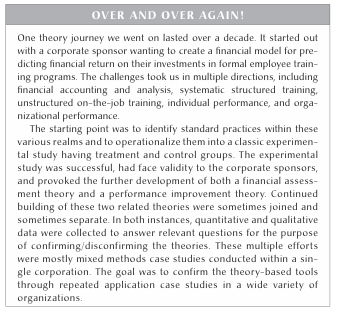 OVER AND OVER AGAIN!
One theory journey we went on lasted over a decade. It started out
with a corporate sponsor wanting to create a financial model for pre-
dicting financial return on their investments in formal employee train-
ing programs. The challenges took us in multiple directions, including
financial accounting and analysis, systematic structured training,
unstructured on-the-job training, individual performance, and orga-
nizational performance.
The starting point was to identify standard practices within these
various realms and to operationalize them into a classic experimen-
tal study having treatment and control groups. The experimental
study was successful, had face validity to the corporate sponsors,
and provoked the further development of both a financial assess-
ment theory and a performance improvement theory. Continued
building of these two related theories were sometimes joined and
sometimes separate. In both instances, quantitative and qualitative
data were collected to answer relevant questions for the purpose
of confirming/disconfirming the theories. These multiple efforts
were mostly mixed methods case studies conducted within a sin-
gle corporation. The goal was to confirm the theory-based tools
through repeated application case studies in a wide variety of
organizations.